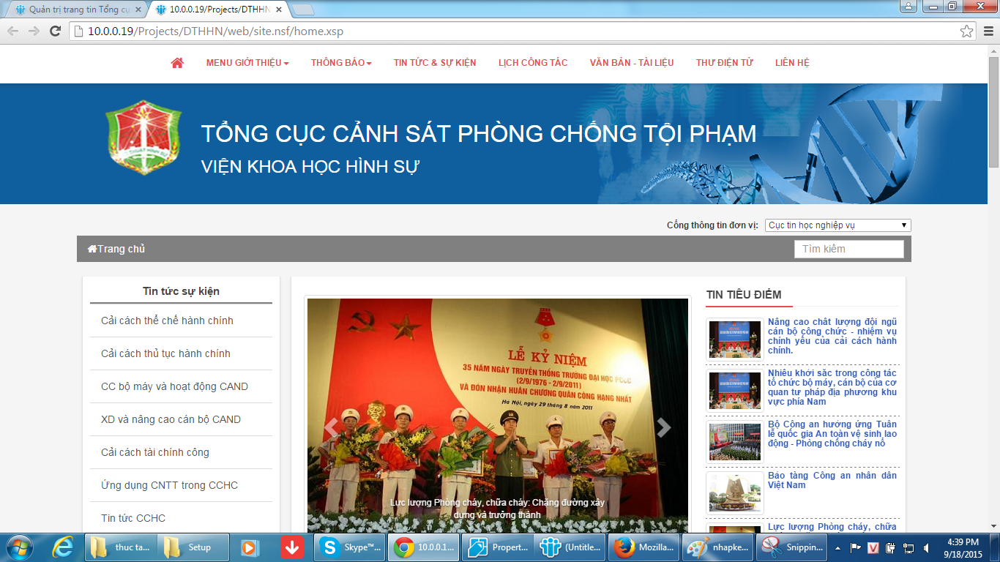 Quản trị trang tin Tổng cụ
10.0.0.19/Projects/DTHHN
10.0.0.19/Projects/DTHHN/web/site.nsf/home.xsp
MENU GIỚI THIỆU THÔNG BÁO TIN TỨC & SỰ KIỆN LỊCH CÔNG TÁC VĂN BẢN - TÀI LIỆU THƯ ĐIỆN TỬ LIÊN HỆ
TỔNG CỤC CẢNH SÁT PHÒNG CHỐNG TỘI PHẠM
VIỆN KHOA HỌC HÌNH SỰ
Cổng thông tin đơn vị: Cục tin học nghiệp vụ
Trang chủ
Tìm kiếm
Tin tức sự kiện
Cải cách thể chế hành chính
Cải cách thủ tục hành chính
CC bộ máy và hoạt động CAND
XD và nâng cao cán bộ CAND
Cải cách tài chính công
Ứng dụng CNTT trong CCHC
Tin tức CCHC
LỄ KỶ NIỆM
35 NĂM NGÀY TRUYỀN THỐNG TRƯỜNG ĐẠI HỌC PCCC
(2/9/1976 - 2/9/2011)
VÀ ĐÓN NHẬN HUÂN CHƯƠNG QUÂN CÔNG HẠNG NHẤT
Hà Nội, ngày 29 tháng 8 năm 2011
Lực lượng Phòng cháy, chữa cháy: Chặng đường xây
dựng và trưởng thành
TIN TIÊU ĐIỂM
Nâng cao chất lượng đội ngũ
cán bộ công chức - nhiệm vụ
chính yếu của cải cách hành
chính.
Nhiều khởi sắc trong công tác
tổ chức bộ máy, cán bộ của cơ
quan tư pháp địa phương khu
vực phía Nam
Bộ Công an hưởng ứng Tuần
lễ quốc gia An toàn vệ sinh lao
động - Phòng chống cháy nổ
Bảo tàng Công an nhân dân
Việt Nam
Lực lượng Phòng cháy, chữa
thuc ta...
Setup
Skype™...
10.0.0.1...
Propert...
(Untitle...
Mozilla...
nhapke...
Snippin...
4:39 PM
9/18/2015